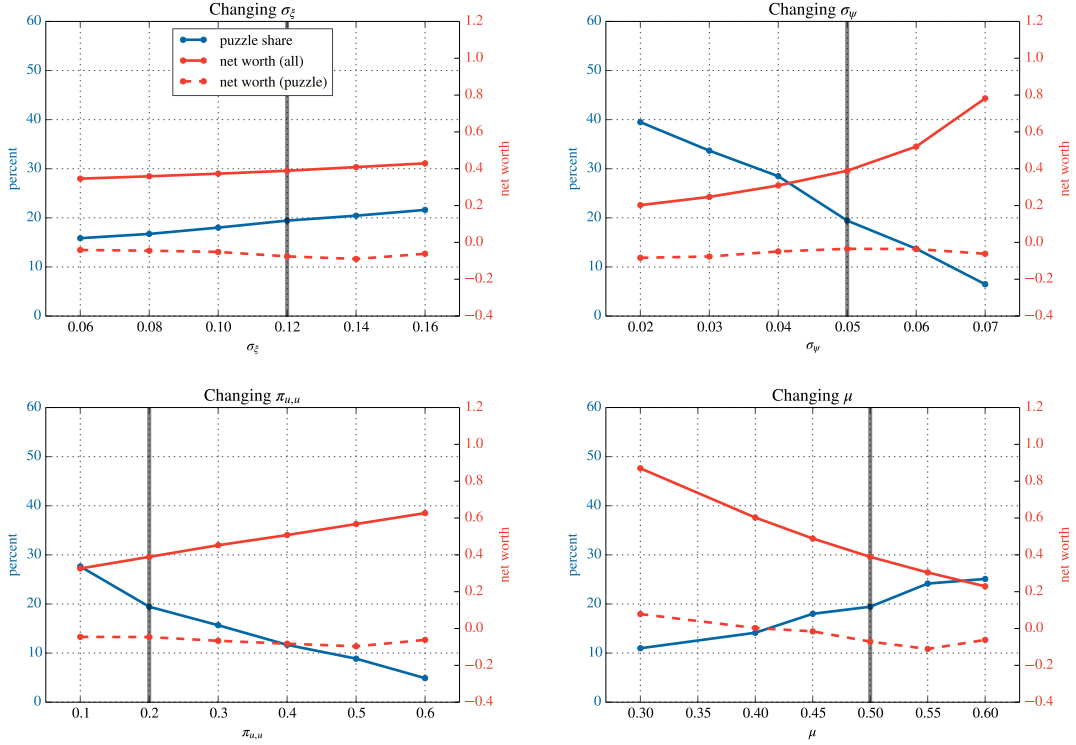 Changing σ_ξ
60
50
40
30
20
10
0
percent
puzzle share
net worth (all)
net worth (puzzle)
1.2
1.0
0.8
0.6
0.4
0.2
0.0
−0.2
−0.4
net worth
0.06 0.08 0.10 0.12 0.14 0.16
σ_ξ
Changing σ_ψ
60
50
40
30
20
10
0
percent
1.2
1.0
0.8
0.6
0.4
0.2
0.0
−0.2
−0.4
net worth
0.02 0.03 0.04 0.05 0.06 0.07
σ_ψ
Changing π_{u,u}
60
50
40
30
20
10
0
percent
1.2
1.0
0.8
0.6
0.4
0.2
0.0
−0.2
−0.4
net worth
0.1 0.2 0.3 0.4 0.5 0.6
π_{u,u}
Changing μ
60
50
40
30
20
10
0
percent
1.2
1.0
0.8
0.6
0.4
0.2
0.0
−0.2
−0.4
net worth
0.30 0.35 0.40 0.45 0.50 0.55 0.60
μ